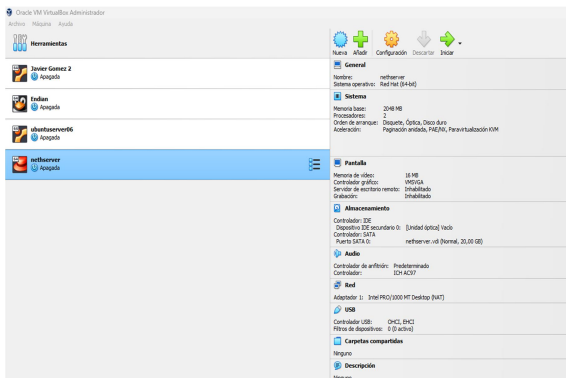 Oracle VM VirtualBox Administrador
Archivo Máquina Ayuda
Herramientas
Javier Gomez 2
Apagada
Endian
Apagada
ubuntuserver06
Apagada
nethserver
Apagada
Nueva Añadir Configuración Descartar Iniciar
General
Nombre: nethserver
Sistema operativo: Red Hat (64-bit)
Sistema
Memoria base: 2048 MB
Procesadores: 2
Orden de arranque: Disquete, Óptica, Disco duro
Aceleración: Paginación anidada, PAE/NX, Paravirtualización KVM
Pantalla
Memoria de vídeo: 16 MB
Controlador gráfico: VMSVGA
Servidor de escritorio remoto: Inhabilitado
Grabación: Inhabilitado
Almacenamiento
Controlador: IDE
Dispositivo IDE secundario 0: [Unidad óptica] Vacío
Controlador: SATA
Puerto SATA 0: nethserver.vdi (Normal, 20,00 GB)
Audio
Controlador de anfitrión: Predeterminado
Controlador: ICH AC97
Red
Adaptador 1: Intel PRO/1000 MT Desktop (NAT)
USB
Controlador USB: OHCI, EHCI
Filtros de dispositivos: 0 (0 activo)
Carpetas compartidas
Ninguno
Descripción